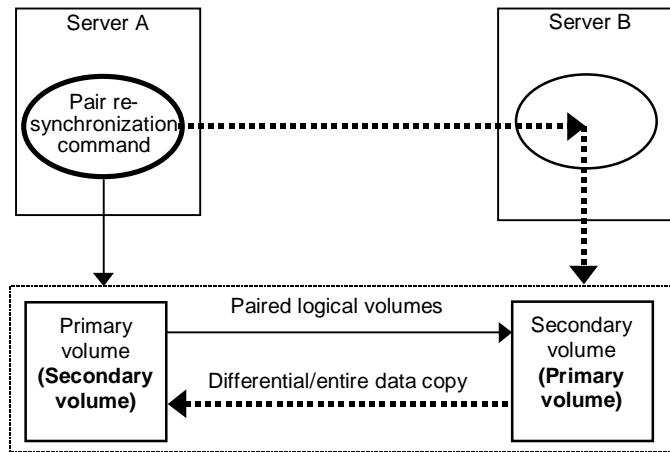 Server A
Server B
Pair re-
synchronization
command
Paired logical volumes
Primary
volume
(Secondary
volume)
Secondary
volume
(Primary
volume)
Differential/entire data copy